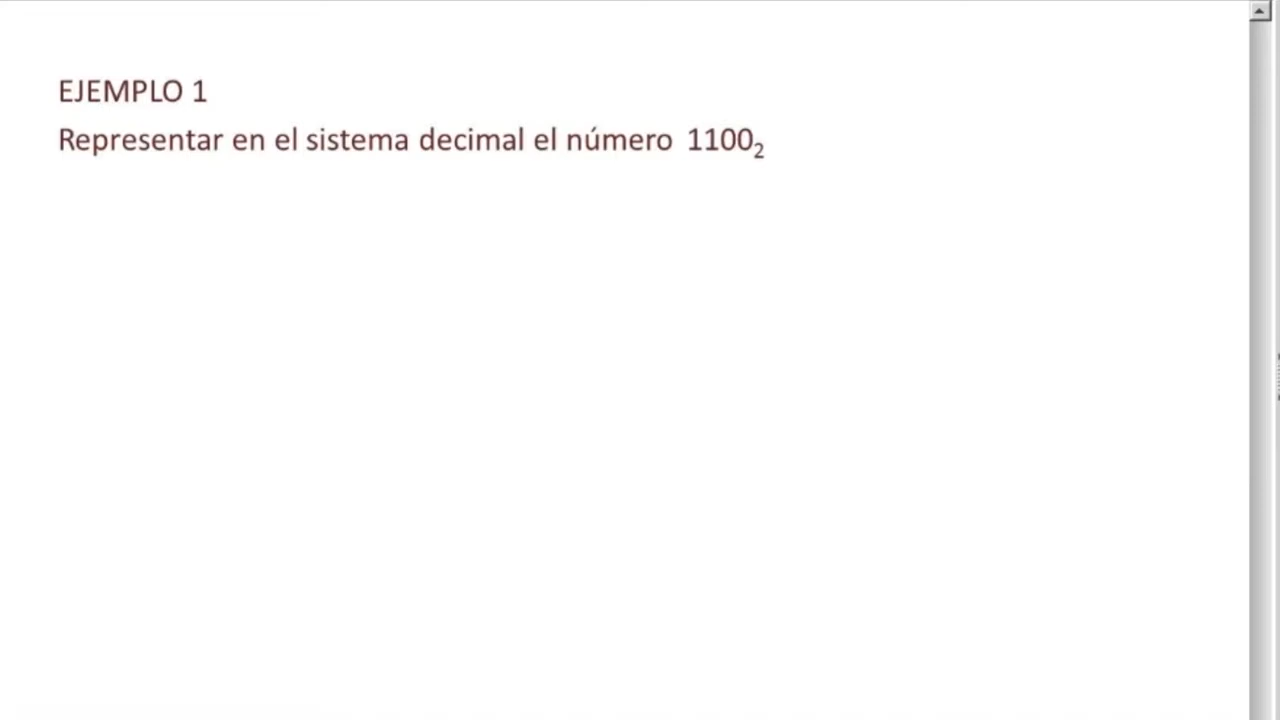 EJEMPLO 1
Representar en el sistema decimal el número 1100₂